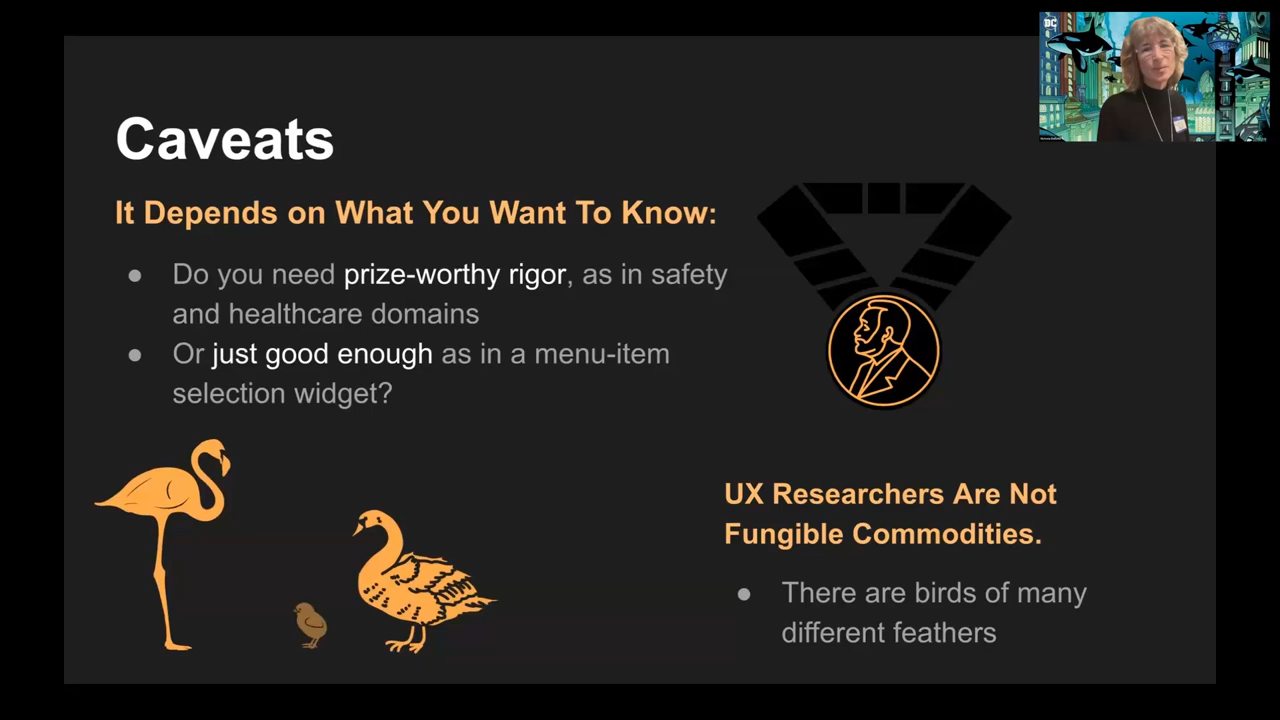 DC
Caveats
It Depends on What You Want To Know:
● Do you need prize-worthy rigor, as in safety
and healthcare domains
● Or just good enough as in a menu-item
selection widget?
UX Researchers Are Not
Fungible Commodities.
● There are birds of many
different feathers